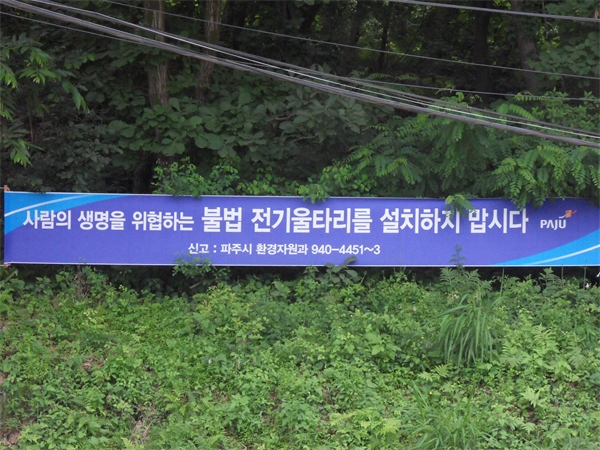 사람의 생명을 위협하는 불법 전기울타리를 설치하지 맙시다 PAJU
신고 : 파주시 환경자원과 940-4451~3